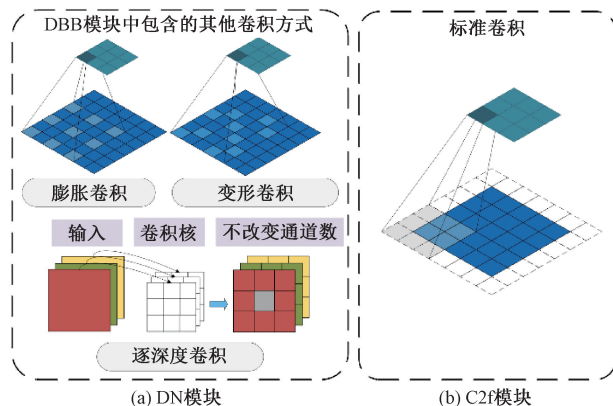 DBB模块中包含的其他卷积方式
膨胀卷积
变形卷积
输入
卷积核
不改变通道数
逐深度卷积
(a) DN模块
标准卷积
(b) C2f模块